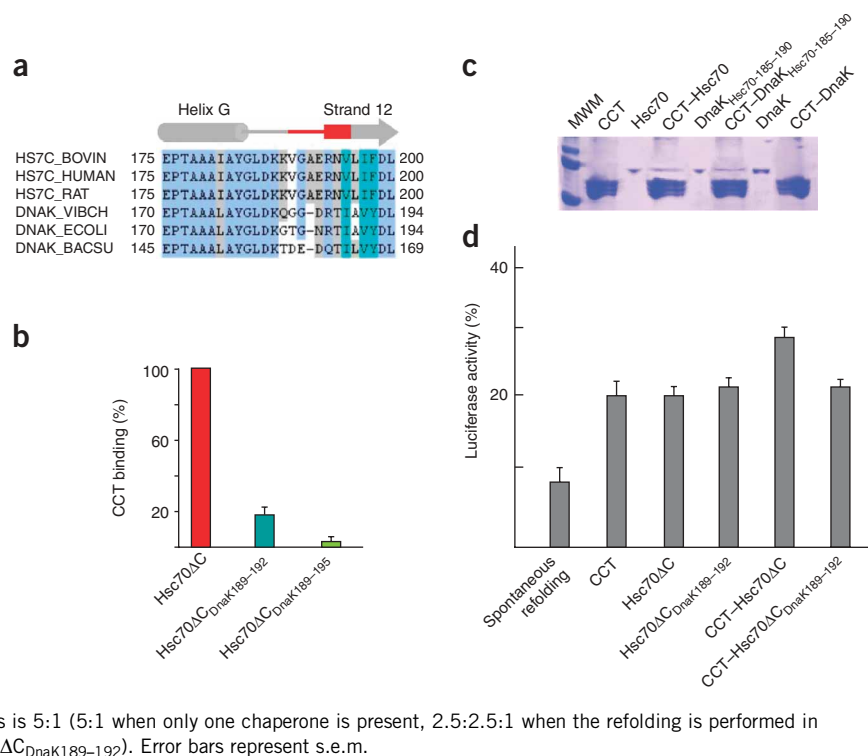 a
Helix G Strand 12
HS7C_BOVIN 175 EPTAAAIAYGLDKKVGAERNVLIFDL 200
HS7C_HUMAN 175 EPTAAAIAYGLDKKVGAERNVLIFDL 200
HS7C_RAT 175 EPTAAAIAYGLDKKVGAERNVLIFDL 200
DNAK_VIBCH 170 EPTAAALAYGLDKQGG-DRTIAVYDL 194
DNAK_ECOLI 170 EPTAAALAYGLDKGTG-NRTIAVYDL 194
DNAK_BACSU 145 EPTAAALAYGLDKTDE-DQTILVYDL 169
b
CCT binding (%)
100
60
20
Hsc70ΔC
Hsc70ΔCDnaK189–192
Hsc70ΔCDnaK189–195
c
MWM
CCT
Hsc70
CCT–Hsc70
DnaKHsc70-185–190
CCT–DnaKHsc70-185–190
DnaK
CCT–DnaK
d
Luciferase activity (%)
40
20
Spontaneous refolding
CCT
Hsc70ΔC
Hsc70ΔCDnaK189–192
CCT–Hsc70ΔC
CCT–Hsc70ΔCDnaK189–192
s is 5:1 (5:1 when only one chaperone is present, 2.5:2.5:1 when the refolding is performed in
ΔCDnaK189–192). Error bars represent s.e.m.